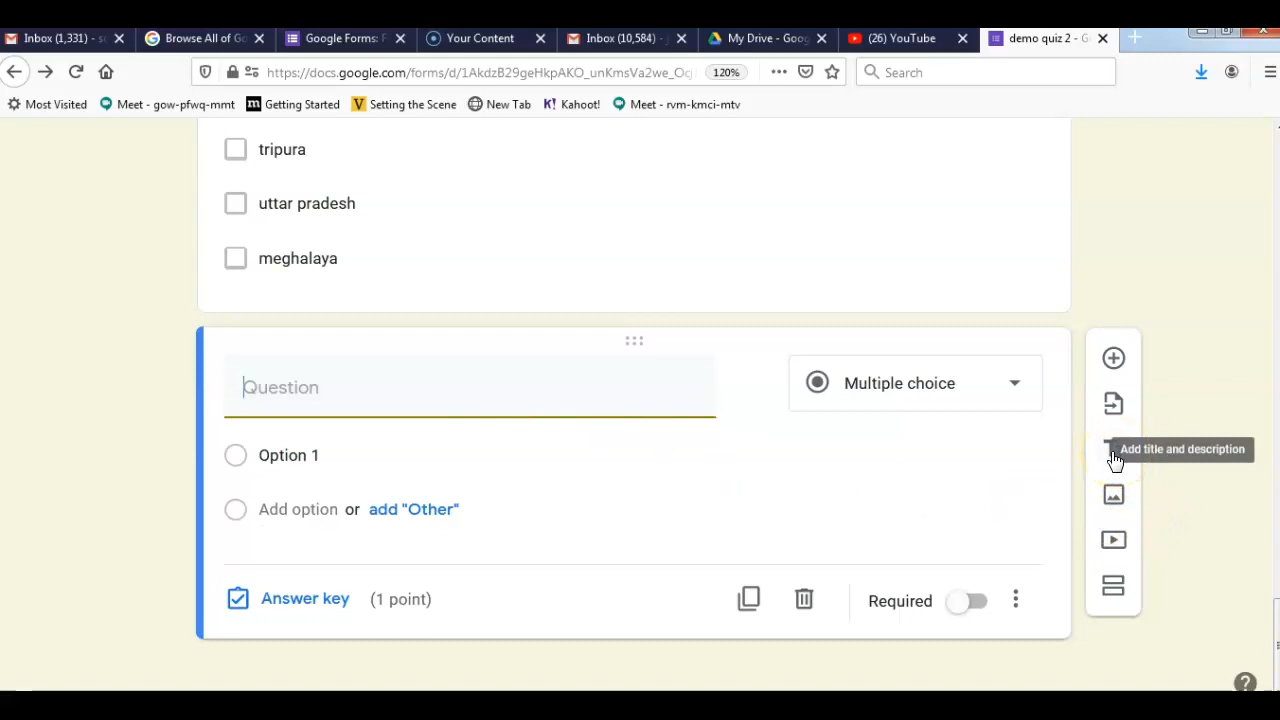 Inbox (1,331) - s
Browse All of Go
Google Forms: F
Your Content
Inbox (10,584) - j
My Drive - Goog
(26) YouTube
demo quiz 2 - G
https://docs.google.com/forms/d/1AkdzB29geHkpAKO_unKmsVa2we_Oc
120%
Search
Most Visited
Meet - gow-pfwq-mmt
Getting Started
Setting the Scene
New Tab
Kahoot!
Meet - rvm-kmci-mtv
tripura
uttar pradesh
meghalaya
Question
Multiple choice
Option 1
Add title and description
Add option or add "Other"
Answer key (1 point)
Required